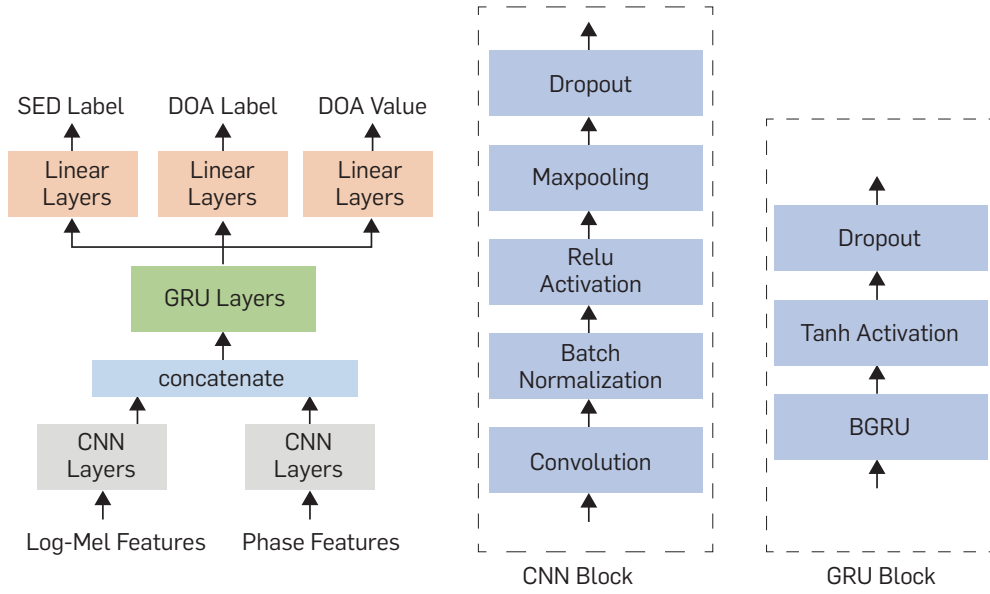 SED Label
DOA Label
DOA Value
Linear
Layers
Linear
Layers
Linear
Layers
GRU Layers
concatenate
CNN
Layers
CNN
Layers
Log-Mel Features
Phase Features
Dropout
Maxpooling
Relu
Activation
Batch
Normalization
Convolution
CNN Block
Dropout
Tanh Activation
BGRU
GRU Block